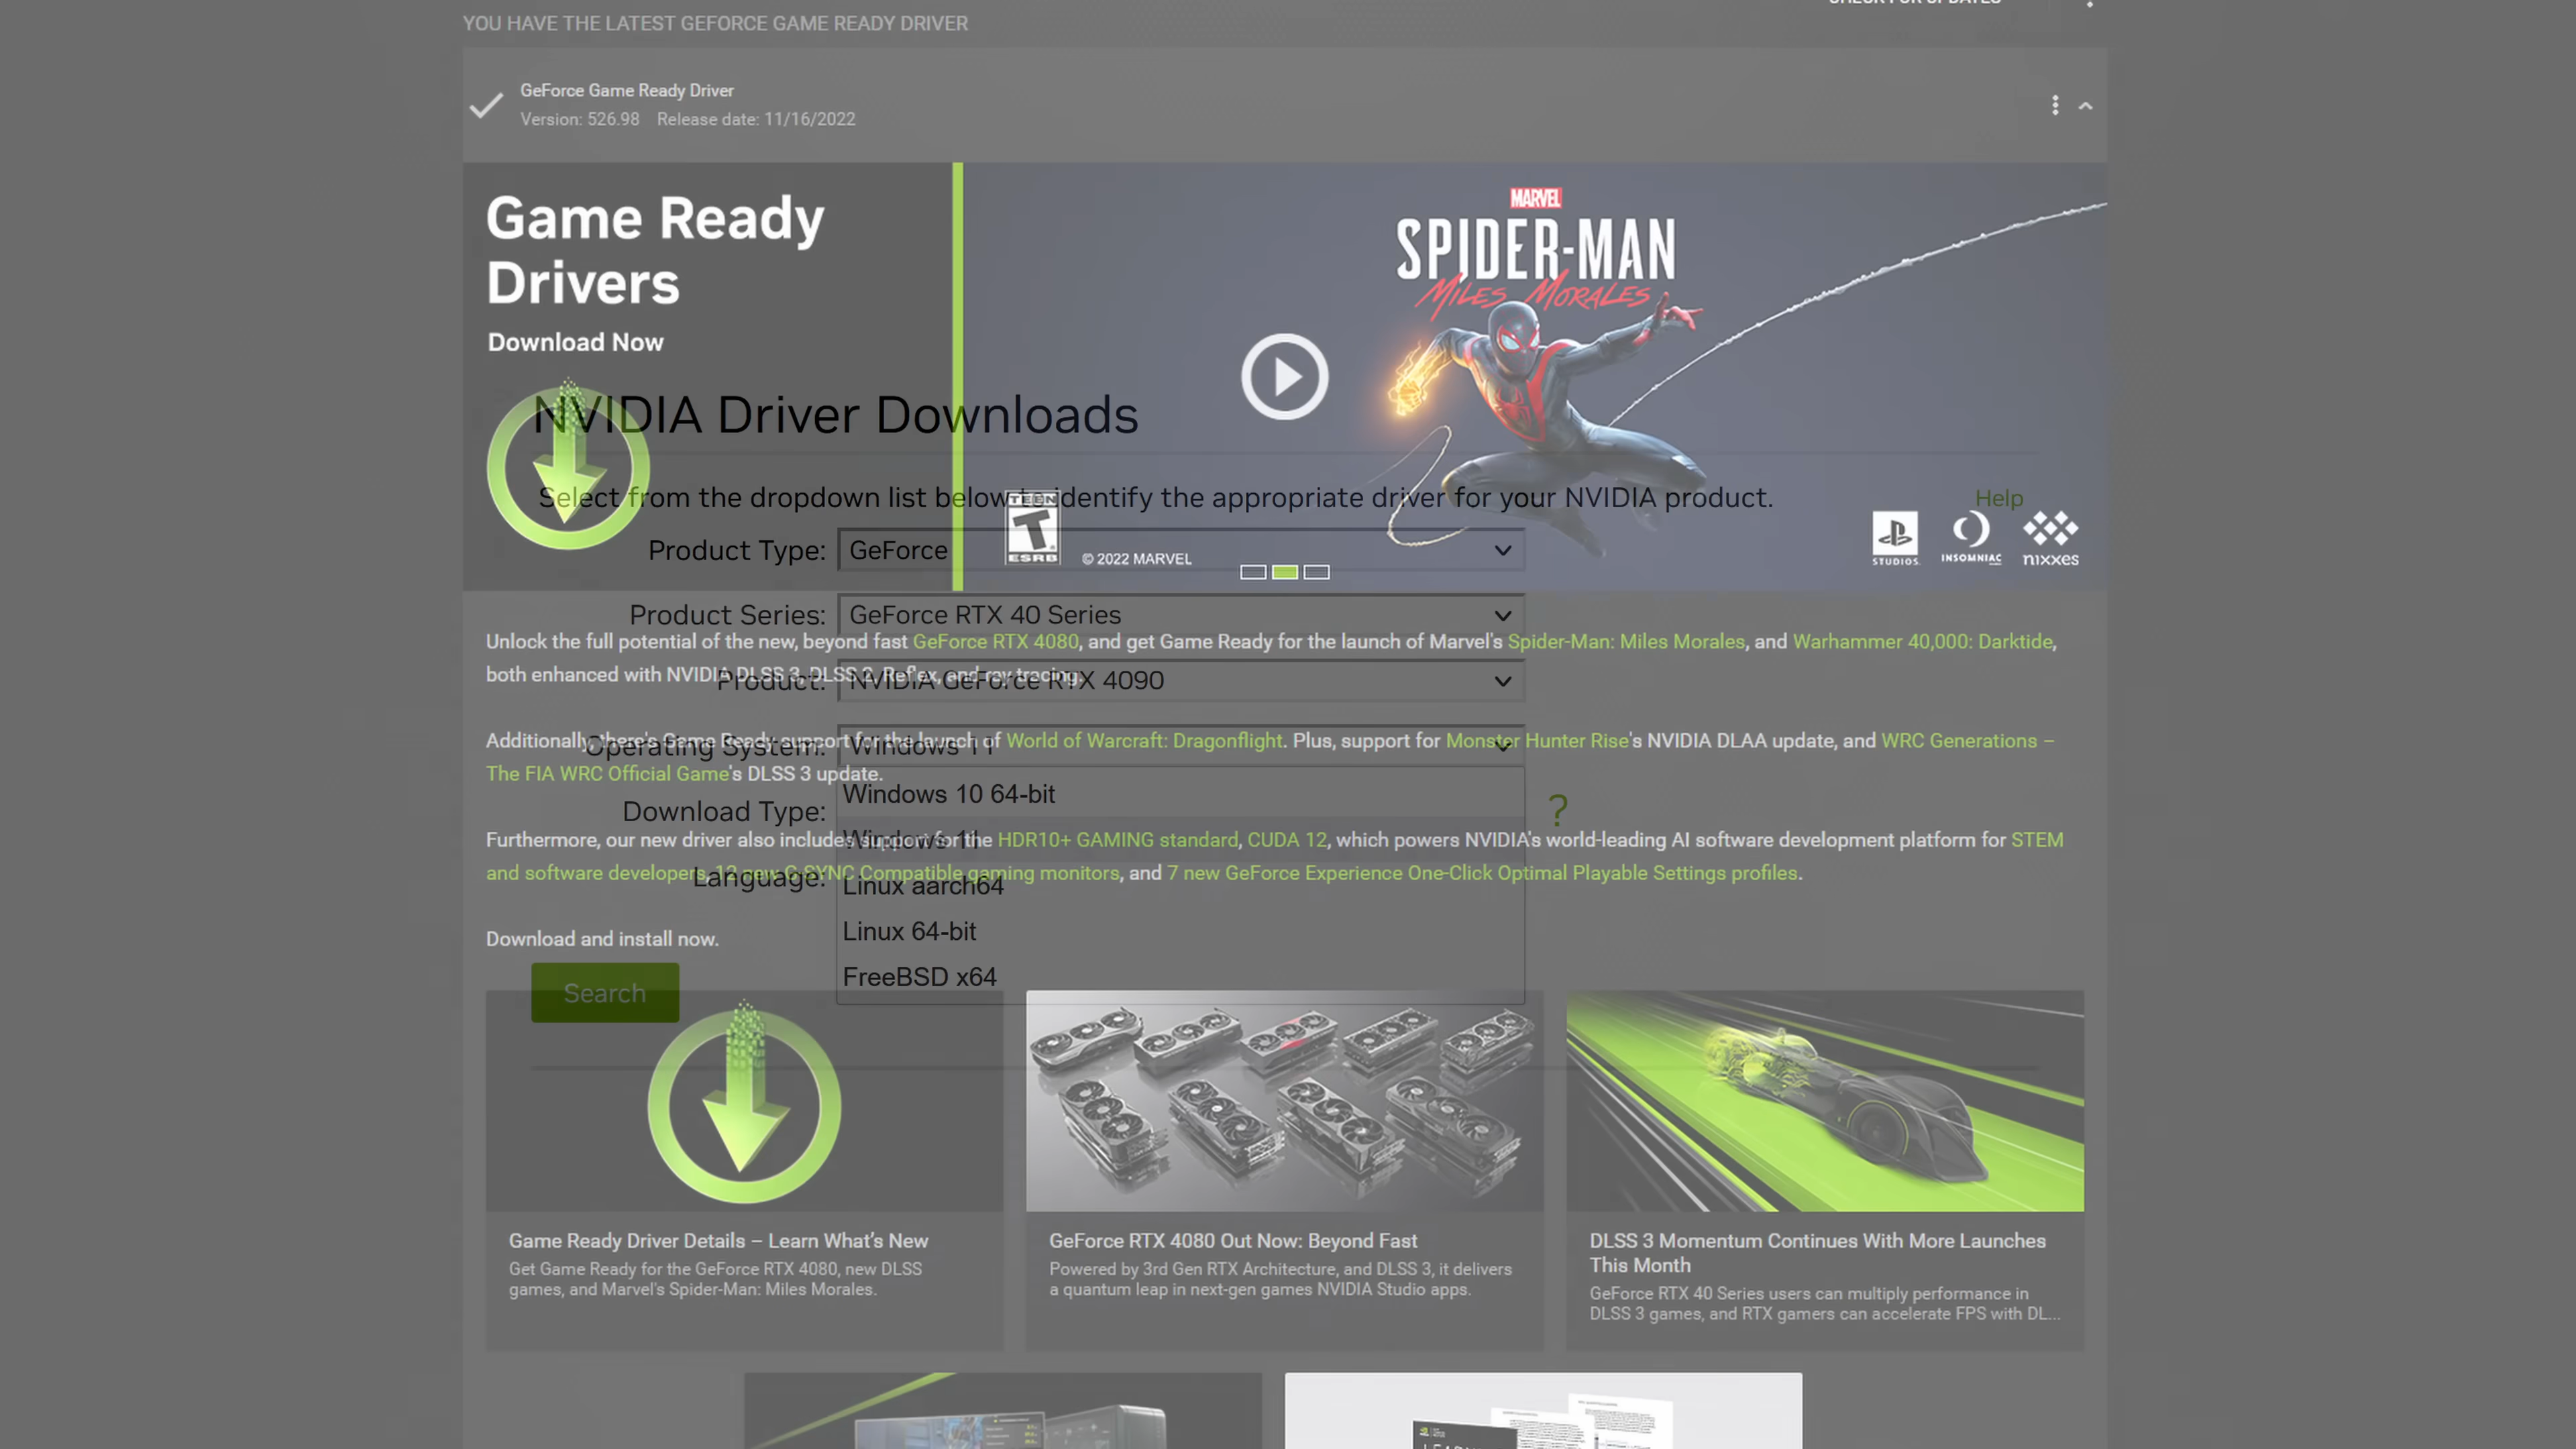 CHECK FOR UPDATES
YOU HAVE THE LATEST GEFORCE GAME READY DRIVER
GeForce Game Ready Driver
Version: 526.98 Release date: 11/16/2022
Game Ready
Drivers
Download Now
MARVEL
SPIDER-MAN
MILES MORALES
NVIDIA Driver Downloads
Select from the dropdown list below to identify the appropriate driver for your NVIDIA product.
Help
TEEN
T
ESRB
© 2022 MARVEL
STUDIOS
INSOMNIAC
nixxes
Product Type: GeForce
Product Series: GeForce RTX 40 Series
Unlock the full potential of the new, beyond fast GeForce RTX 4080, and get Game Ready for the launch of Marvel's Spider-Man: Miles Morales, and Warhammer 40,000: Darktide,
both enhanced with NVIDIA DLSS 3, DLSS 2, Reflex, and ray tracing.
Product: NVIDIA GeForce RTX 4090
Additionally, there's Game Ready support for the launch of World of Warcraft: Dragonflight. Plus, support for Monster Hunter Rise's NVIDIA DLAA update, and WRC Generations –
Operating System: Windows 11
The FIA WRC Official Game's DLSS 3 update.
Windows 10 64-bit
Download Type:
?
Windows 11
Furthermore, our new driver also includes support for the HDR10+ GAMING standard, CUDA 12, which powers NVIDIA's world-leading AI software development platform for STEM
and software developers, 12 new G-SYNC Compatible gaming monitors, and 7 new GeForce Experience One-Click Optimal Playable Settings profiles.
Language:
Linux aarch64
Linux 64-bit
Download and install now.
FreeBSD x64
Search
Game Ready Driver Details – Learn What's New
Get Game Ready for the GeForce RTX 4080, new DLSS
games, and Marvel's Spider-Man: Miles Morales.
GeForce RTX 4080 Out Now: Beyond Fast
Powered by 3rd Gen RTX Architecture, and DLSS 3, it delivers
a quantum leap in next-gen games NVIDIA Studio apps.
DLSS 3 Momentum Continues With More Launches
This Month
GeForce RTX 40 Series users can multiply performance in
DLSS 3 games, and RTX gamers can accelerate FPS with DL...